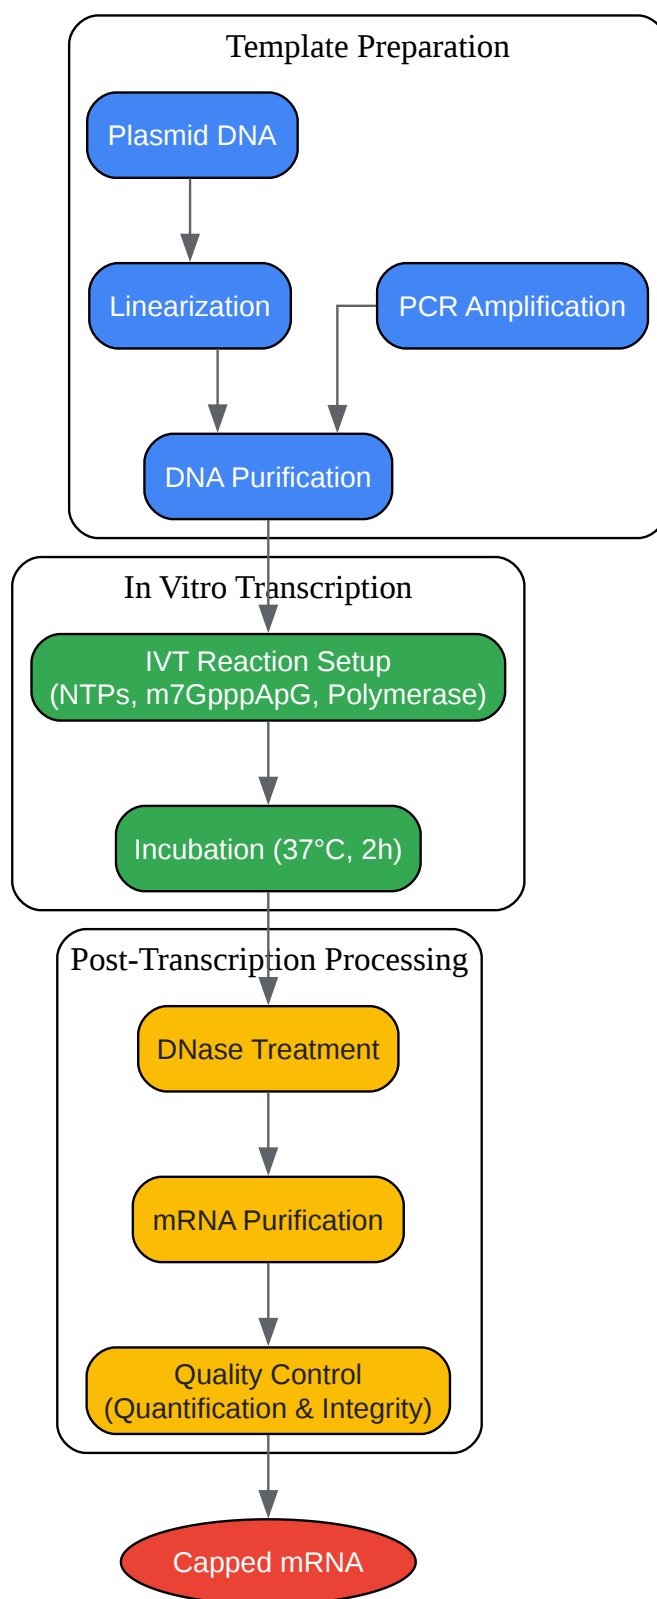 Template Preparation
Plasmid DNA
Linearization
PCR Amplification
DNA Purification
In Vitro Transcription
IVT Reaction Setup
(NTPs, m7GpppApG, Polymerase)
Incubation (37°C, 2h)
Post-Transcription Processing
DNase Treatment
mRNA Purification
Quality Control
(Quantification & Integrity)
Capped mRNA